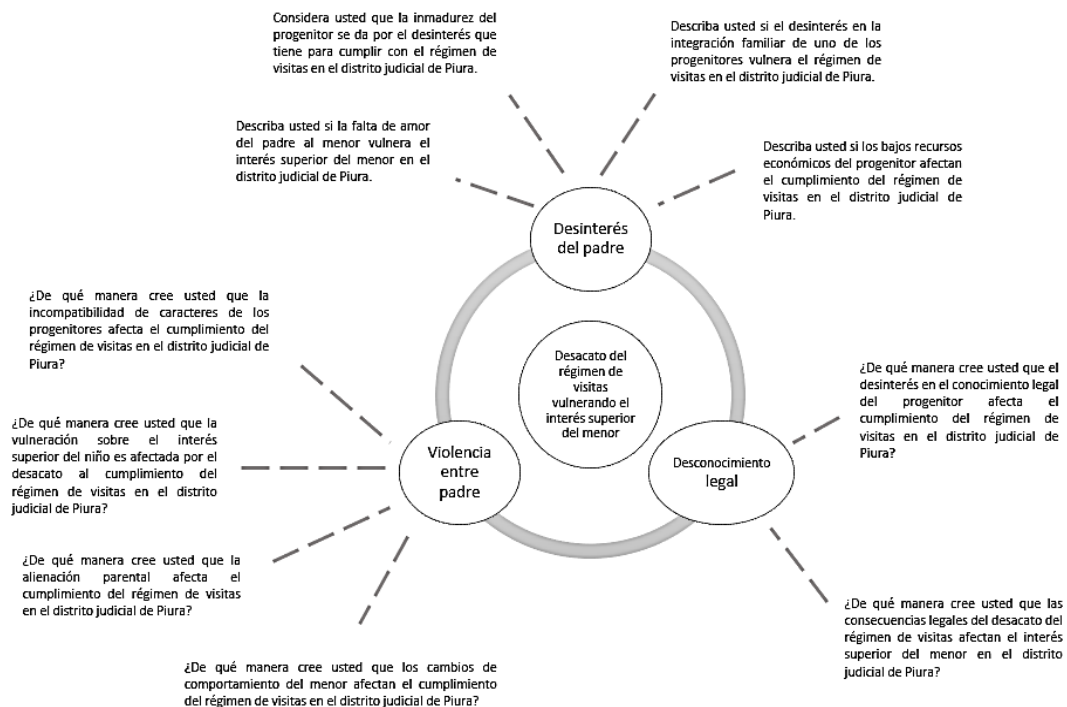 Considera usted que la inmadurez del
progenitor se da por el desinterés que
tiene para cumplir con el régimen de
visitas en el distrito judicial de Piura.
Describa usted si el desinterés en la
integración familiar de uno de los
progenitores vulnera el régimen de
visitas en el distrito judicial de Piura.
Describa usted si la falta de amor
del padre al menor vulnera el
interés superior del menor en el
distrito judicial de Piura.
Describa usted si los bajos recursos
económicos del progenitor afectan
el cumplimiento del régimen de
visitas en el distrito judicial de
Piura.
Desinterés
del padre
¿De qué manera cree usted que la
incompatibilidad de caracteres de los
progenitores afecta el cumplimiento del
régimen de visitas en el distrito judicial de
Piura?
Desacato del
régimen de
visitas
vulnerando el
interés superior
del menor
¿De qué manera cree usted que el
desinterés en el conocimiento legal
del progenitor afecta el
cumplimiento del régimen de
visitas en el distrito judicial de
Piura?
¿De qué manera cree usted que la
vulneración sobre el interés
superior del niño es afectada por el
desacato al cumplimiento del
régimen de visitas en el distrito
judicial de Piura?
Violencia
entre
padre
Desconocimiento
legal
¿De qué manera cree usted que la
alienación parental afecta el
cumplimiento del régimen de visitas
en el distrito judicial de Piura?
¿De qué manera cree usted que las
consecuencias legales del desacato del
régimen de visitas afectan el interés
superior del menor en el distrito
judicial de Piura?
¿De qué manera cree usted que los cambios de
comportamiento del menor afectan el cumplimiento
del régimen de visitas en el distrito judicial de Piura?